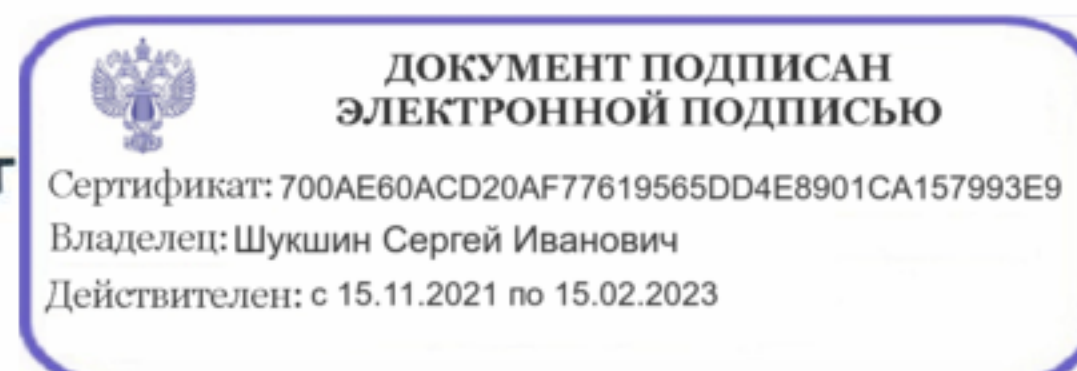 ДОКУМЕНТ ПОДПИСАН
ЭЛЕКТРОННОЙ ПОДПИСЬЮ
Сертификат: 700AE60ACD20AF77619565DD4E8901CA157993E9
Владелец: Шукшин Сергей Иванович
Действителен: с 15.11.2021 по 15.02.2023